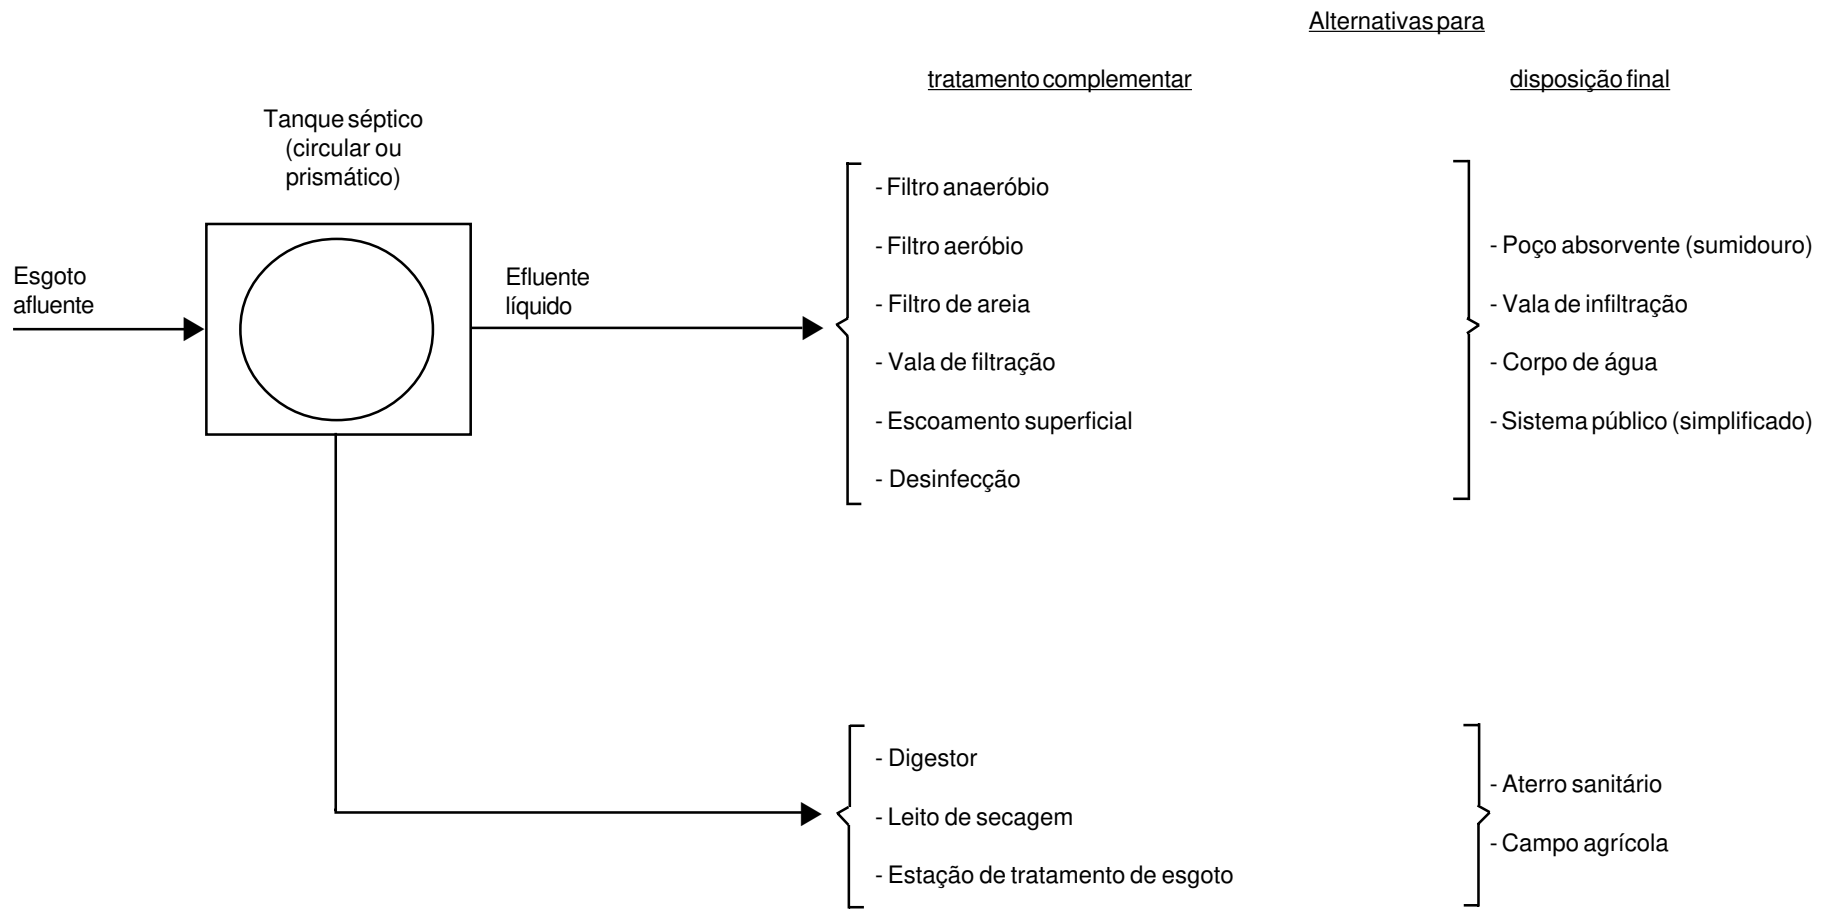 Alternativas para
tratamento complementar
disposição final
Tanque séptico
(circular ou
prismático)
Esgoto
afluente
Efluente
líquido
- Filtro anaeróbio
- Filtro aeróbio
- Filtro de areia
- Vala de filtração
- Escoamento superficial
- Desinfecção
- Poço absorvente (sumidouro)
- Vala de infiltração
- Corpo de água
- Sistema público (simplificado)
- Digestor
- Leito de secagem
- Estação de tratamento de esgoto
- Aterro sanitário
- Campo agrícola